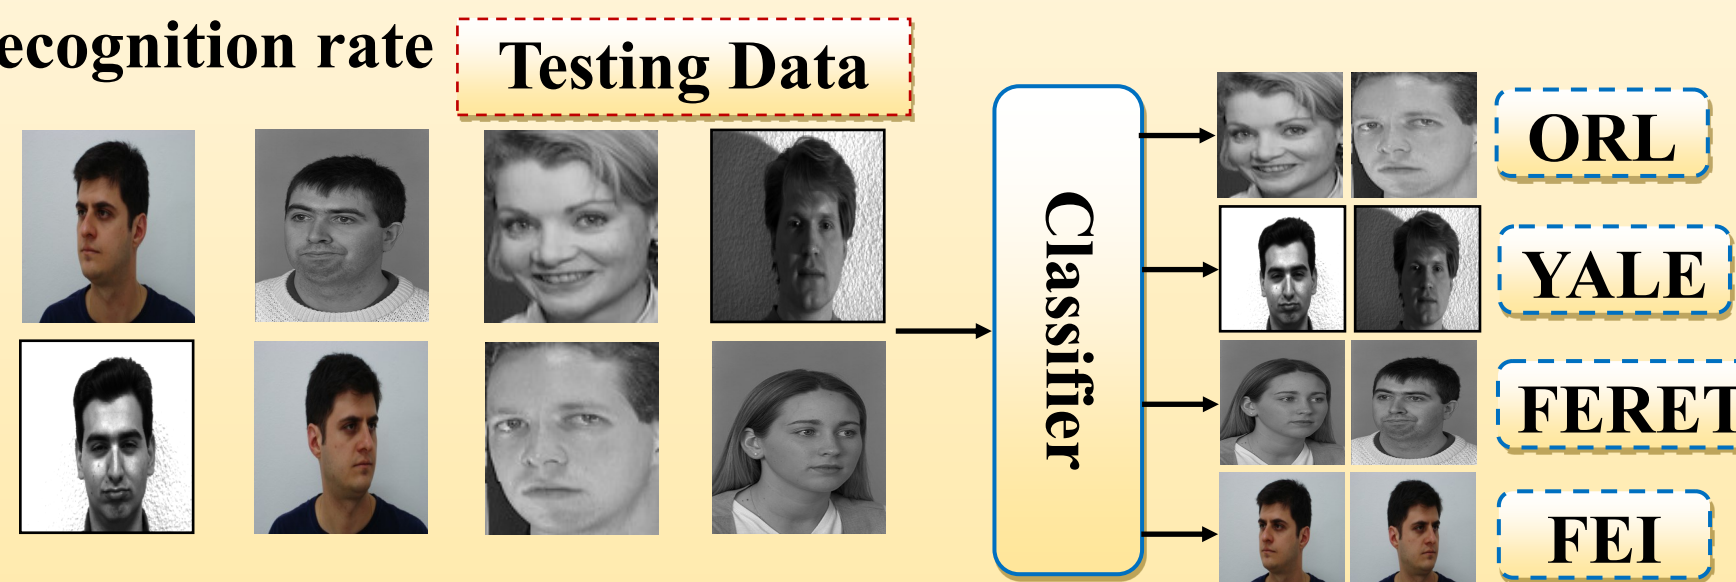 ecognition rate
Testing Data
Classifier
ORL
YALE
FERET
FEI